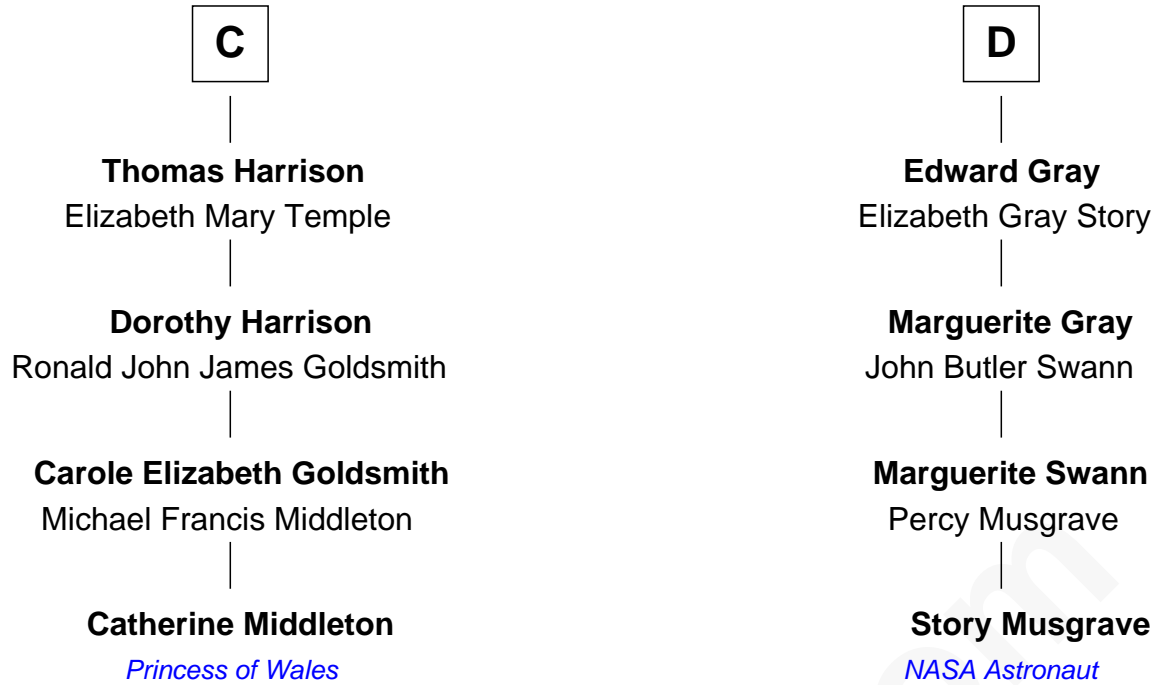 C
Thomas Harrison
Elizabeth Mary Temple
Dorothy Harrison
Ronald John James Goldsmith
Carole Elizabeth Goldsmith
Michael Francis Middleton
Catherine Middleton
Princess of Wales
D
Edward Gray
Elizabeth Gray Story
Marguerite Gray
John Butler Swann
Marguerite Swann
Percy Musgrave
Story Musgrave
NASA Astronaut